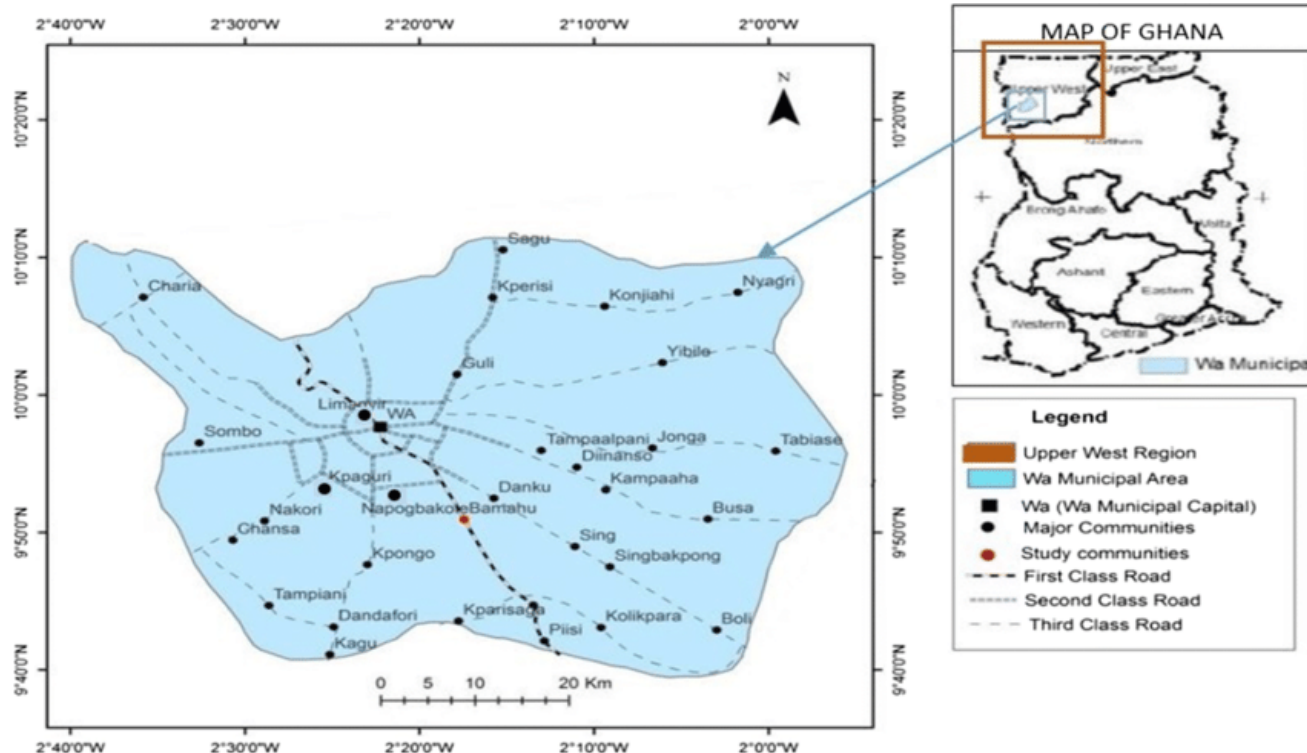 2°40'0"W 2°30'0"W 2°20'0"W 2°10'0"W 2°0'0"W
10°20'0"N
10°10'0"N
10°0'0"N
9°50'0"N
9°40'0"N
10°20'0"N
10°10'0"N
10°0'0"N
9°50'0"N
9°40'0"N
N
Sagu
Charia
Kperisi
Konjiahi
Nyagri
Yibile
Guli
Limanyir
WA
Sombo
Tampaalpani
Jonga
Tabiase
Diinanso
Kpaguri
Kampaaha
Danku
Nakori
Napogbakole
Bamahu
Busa
Ghansa
Sing
Kpongo
Singbakpong
Tampiani
Dandafori
Kparisaga
Kolikpara
Boli
Kagu
Piisi
0 5 10 20 Km
2°40'0"W 2°30'0"W 2°20'0"W 2°10'0"W 2°0'0"W
MAP OF GHANA
Upper East
Upper West
Northern
Brong Ahafo
Volta
Ashanti
Eastern
Western
Central
Wa Municipal
Legend
Upper West Region
Wa Municipal Area
Wa (Wa Municipal Capital)
Major Communities
Study communities
First Class Road
Second Class Road
Third Class Road